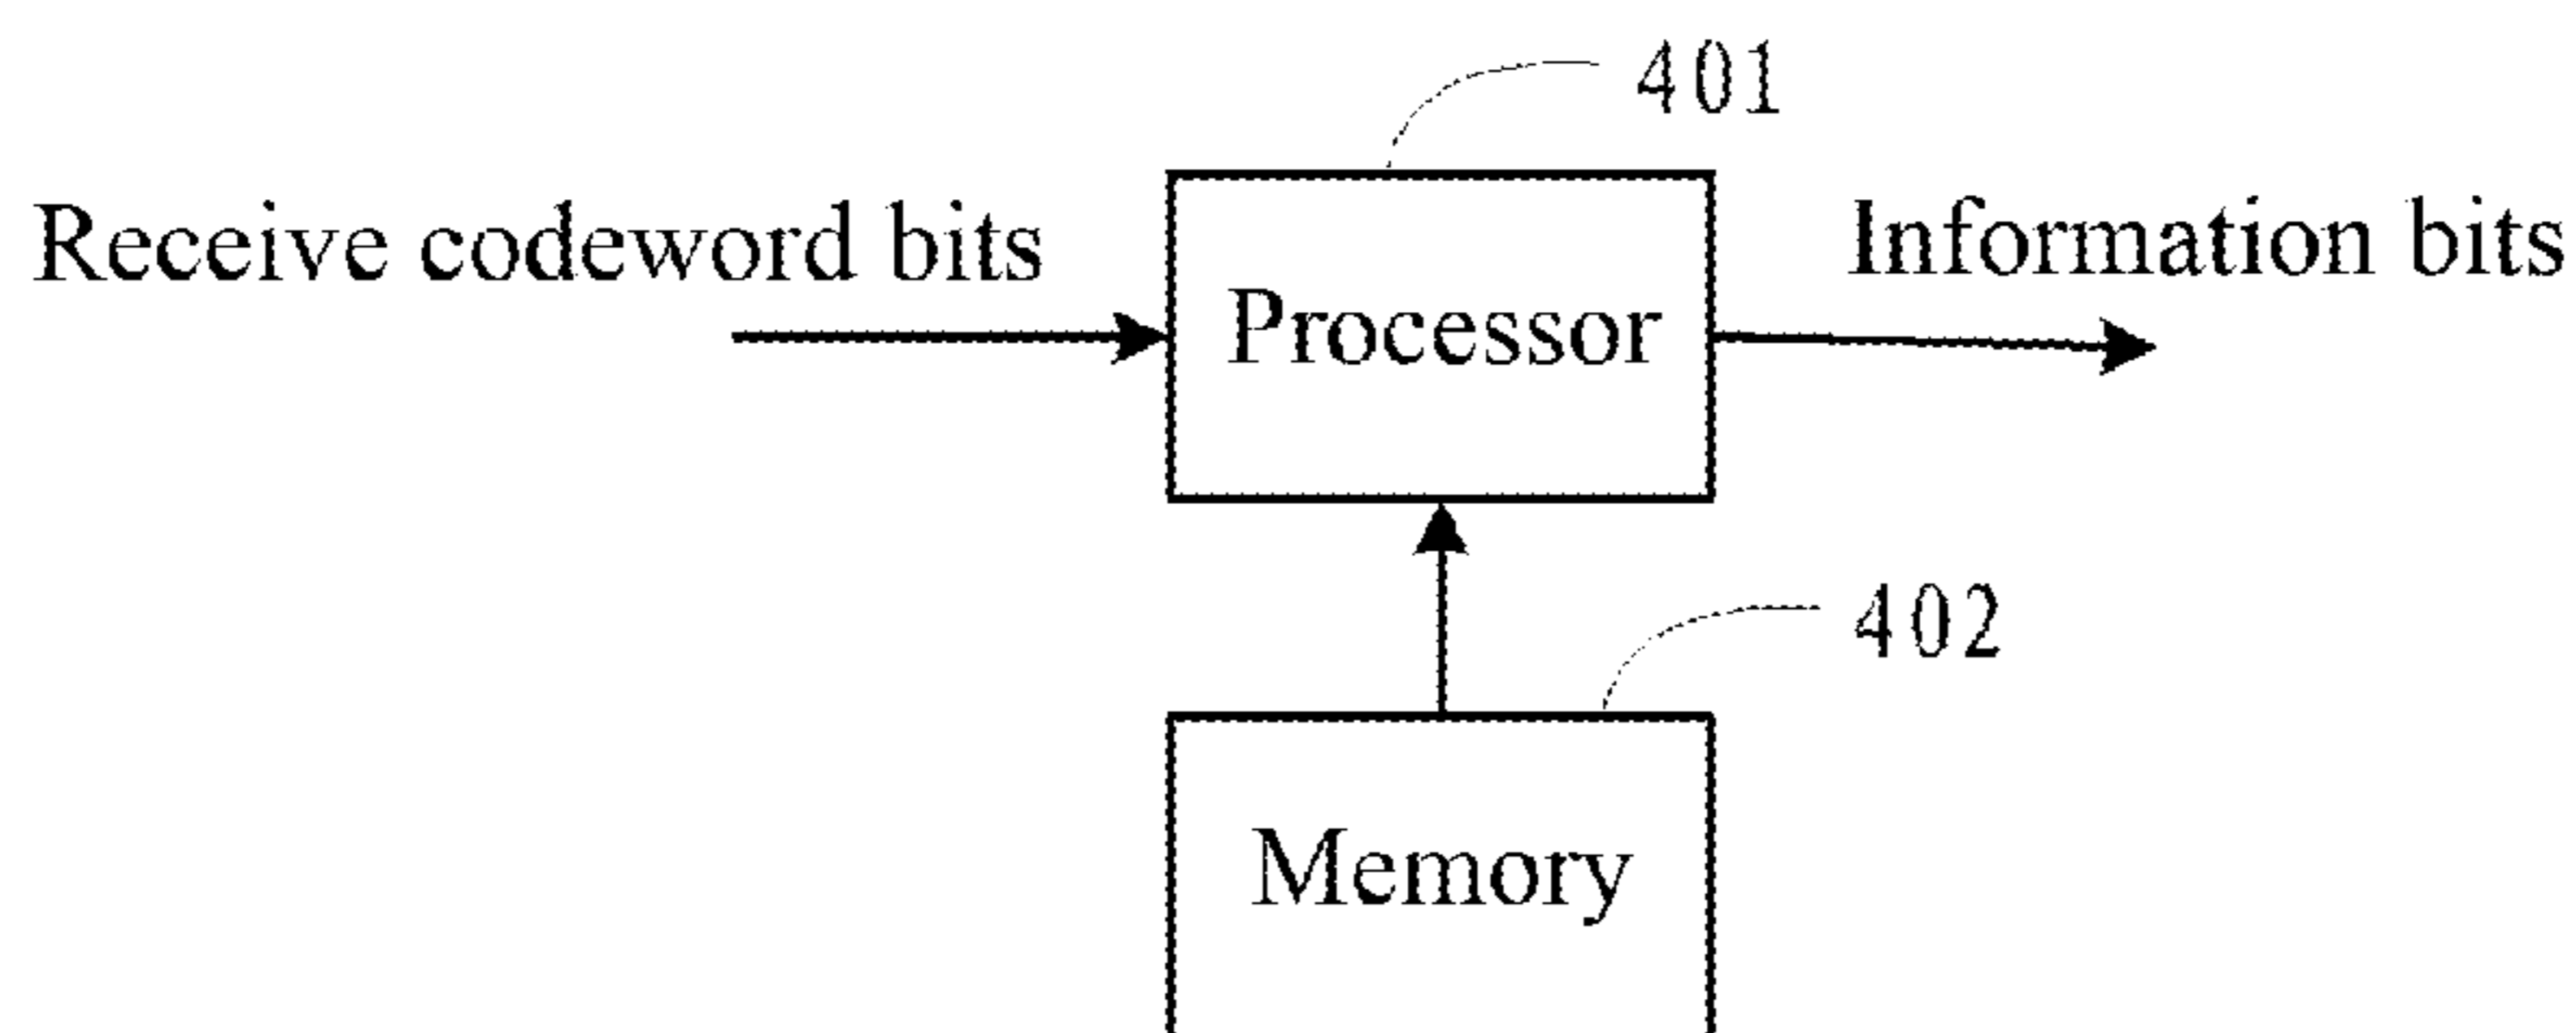 401
Receive codeword bits
Information bits
Processor
402
Memory